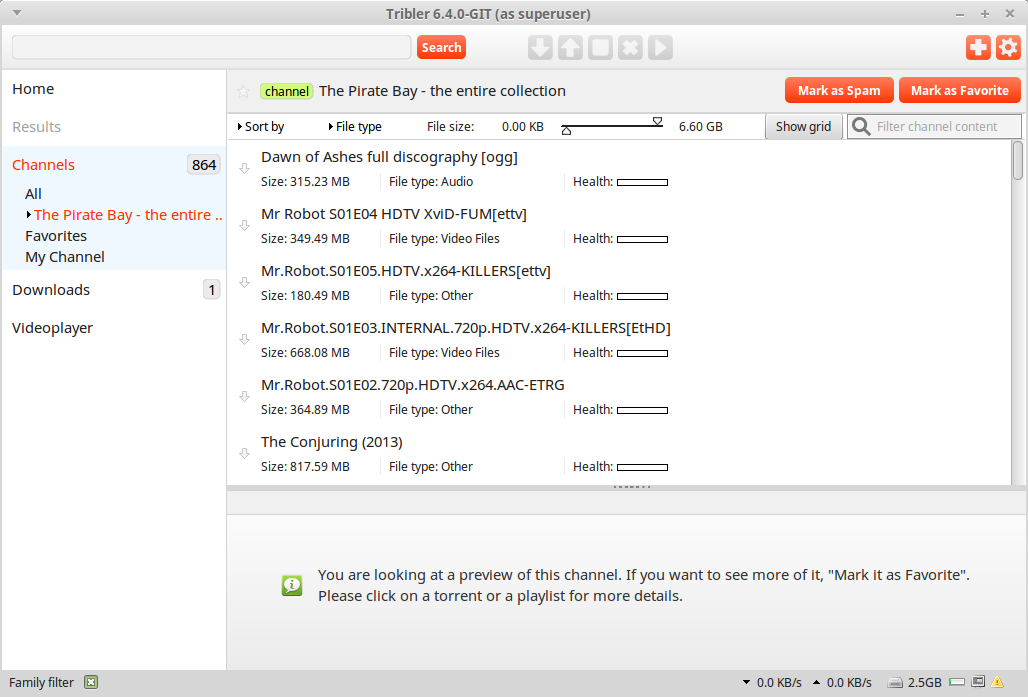 Tribler 6.4.0-GIT (as superuser)
Search
Home
Results
Channels 864
All
The Pirate Bay - the entire ..
Favorites
My Channel
Downloads 1
Videoplayer
channel The Pirate Bay - the entire collection Mark as Spam Mark as Favorite
Sort by File type File size: 0.00 KB 6.60 GB Show grid Filter channel content
Dawn of Ashes full discography [ogg]
Size: 315.23 MB File type: Audio Health:
Mr Robot S01E04 HDTV XviD-FUM[ettv]
Size: 349.49 MB File type: Video Files Health:
Mr.Robot.S01E05.HDTV.x264-KILLERS[ettv]
Size: 180.49 MB File type: Other Health:
Mr.Robot.S01E03.INTERNAL.720p.HDTV.x264-KILLERS[EtHD]
Size: 668.08 MB File type: Video Files Health:
Mr.Robot.S01E02.720p.HDTV.x264.AAC-ETRG
Size: 364.89 MB File type: Other Health:
The Conjuring (2013)
Size: 817.59 MB File type: Other Health:
You are looking at a preview of this channel. If you want to see more of it, "Mark it as Favorite".
Please click on a torrent or a playlist for more details.
Family filter 0.0 KB/s 0.0 KB/s 2.5GB